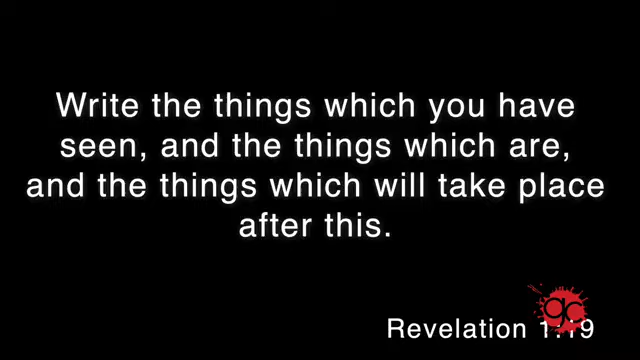 Write the things which you have
seen, and the things which are,
and the things which will take place
after this.
gc
Revelation 1:19